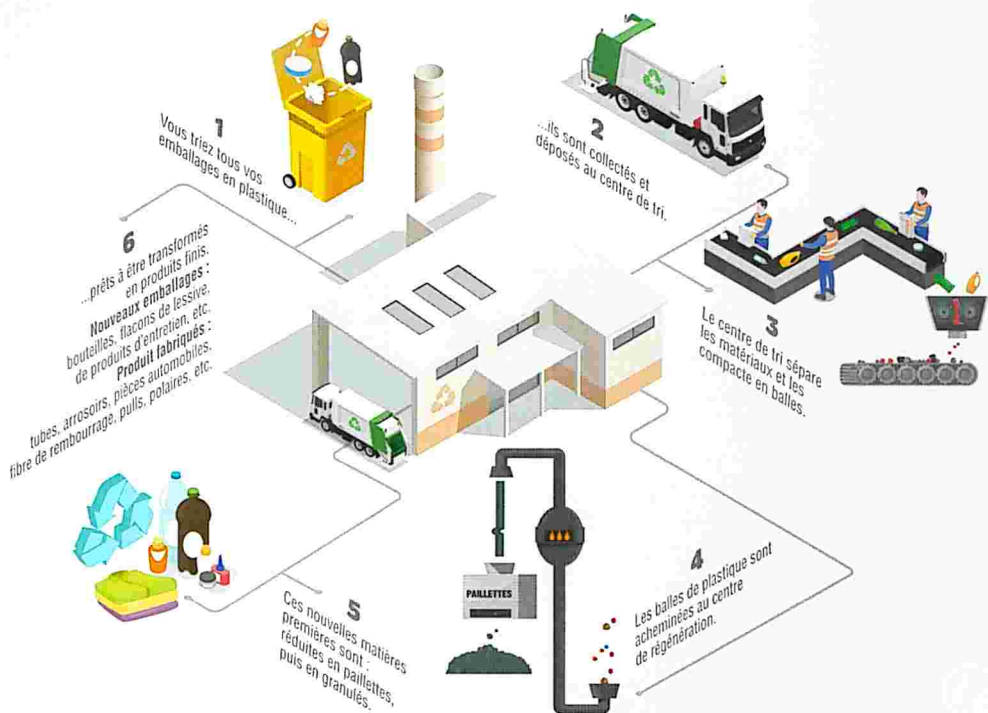 1
Vous triez tous vos
emballages en plastique...
2
...ils sont collectés et
déposés au centre de tri.
3
Le centre de tri sépare
les matériaux et les
compacte en balles.
4
Les balles de plastique sont
acheminées au centre
de régénération.
PAILLETTES
5
Ces nouvelles matières
premières sont :
réduites en paillettes,
puis en granulés.
6
...prêts à être transformés
en produits finis.
Nouveaux emballages :
bouteilles, flacons de lessive,
de produits d'entretien, etc.
Produit fabriqués :
tubes, arrosoirs, pièces automobiles,
fibre de rembourrage, pulls, polaires, etc.